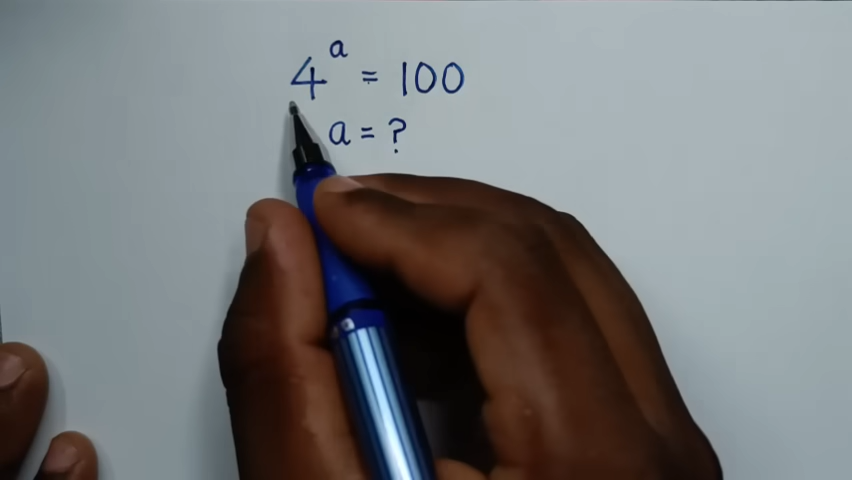 4^a = 100
a = ?